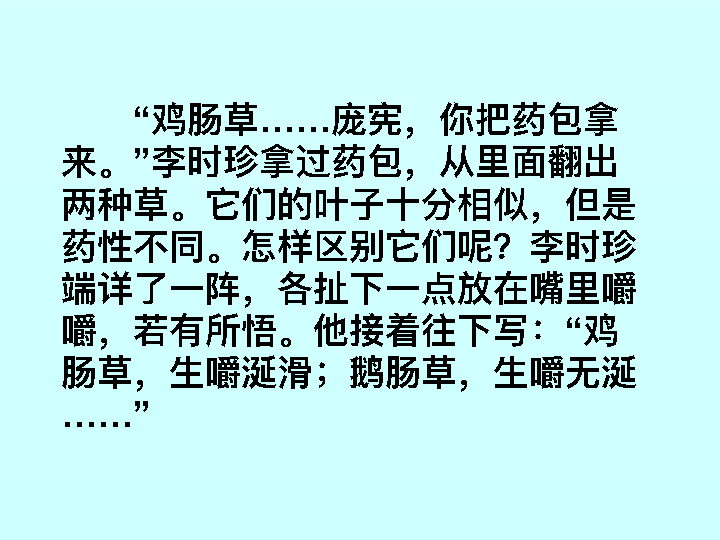 “鸡肠草……庞宪，你把药包拿
来。”李时珍拿过药包，从里面翻出
两种草。它们的叶子十分相似，但是
药性不同。怎样区别它们呢？李时珍
端详了一阵，各扯下一点放在嘴里嚼
嚼，若有所悟。他接着往下写：“鸡
肠草，生嚼涎滑；鹅肠草，生嚼无涎
……”